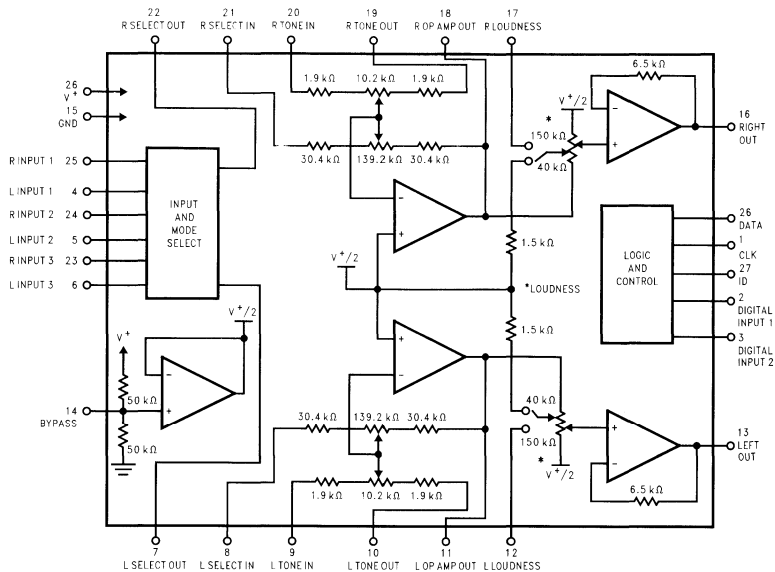 22 21 20 19 18 17
R SELECT OUT R SELECT IN R TONE IN R TONE OUT R OP AMP OUT R LOUDNESS
1.9 kΩ 10.2 kΩ 1.9 kΩ
6.5 kΩ
26
V+
15
GND
V+/2
*
150 kΩ
40 kΩ
16
RIGHT
OUT
30.4 kΩ 139.2 kΩ 30.4 kΩ
R INPUT 1 25
L INPUT 1 4
R INPUT 2 24
L INPUT 2 5
R INPUT 3 23
L INPUT 3 6
INPUT
AND
MODE
SELECT
−
+
−
+
1.5 kΩ
V+/2
*LOUDNESS
1.5 kΩ
LOGIC
AND
CONTROL
26
DATA
1
CLK
27
ID
2
DIGITAL
INPUT 1
3
DIGITAL
INPUT 2
V+/2
V+
50 kΩ
−
+
14
BYPASS
50 kΩ
+
−
30.4 kΩ 139.2 kΩ 30.4 kΩ
40 kΩ
150 kΩ
*
V+/2
+
−
13
LEFT
OUT
6.5 kΩ
1.9 kΩ 10.2 kΩ 1.9 kΩ
7 8 9 10 11 12
L SELECT OUT L SELECT IN L TONE IN L TONE OUT L OP AMP OUT L LOUDNESS